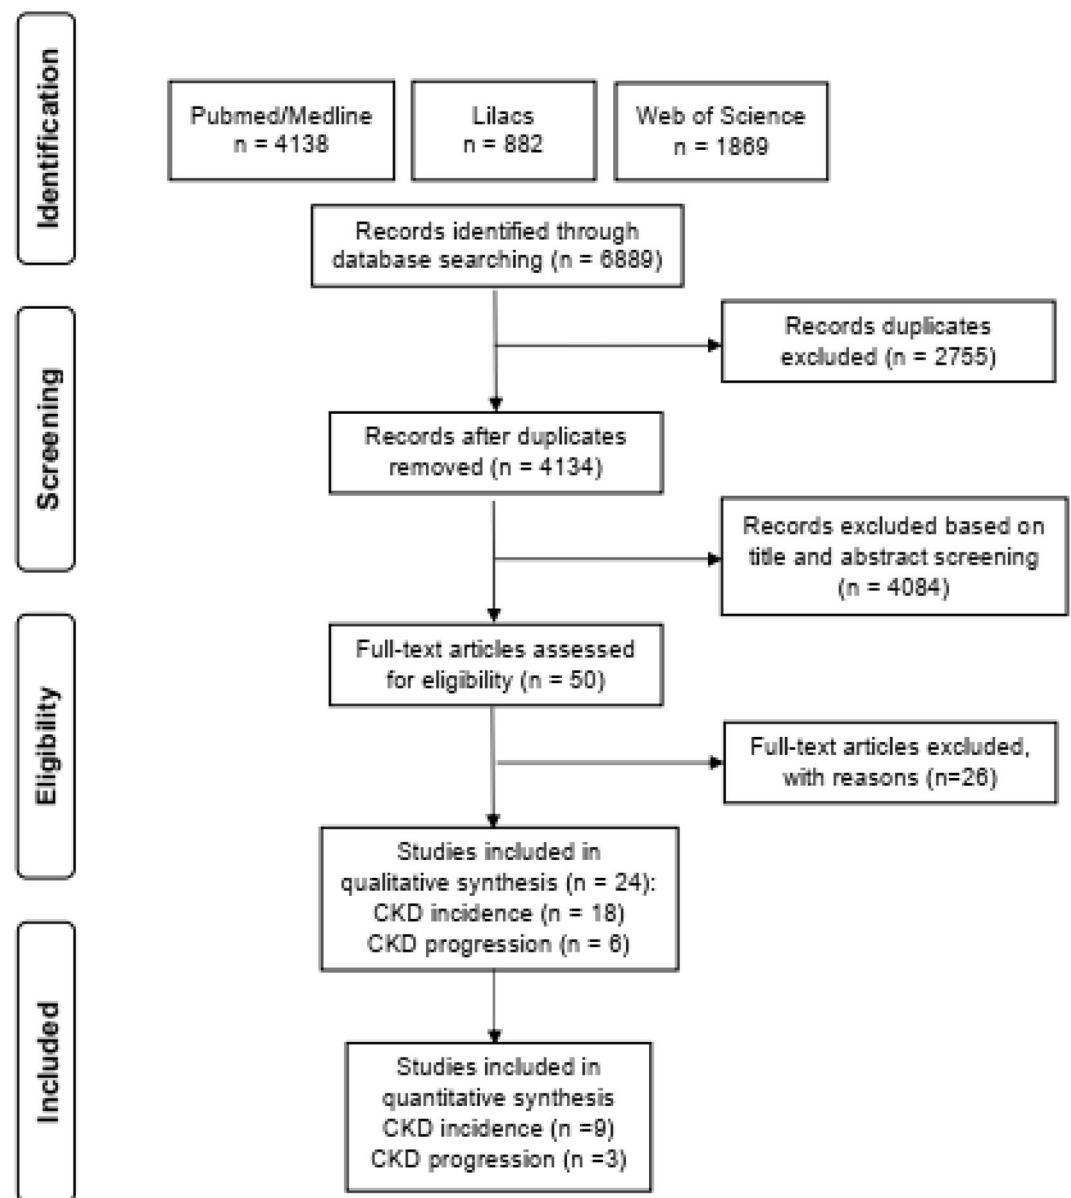 Identification
Pubmed/Medline
n = 4138
Lilacs
n = 882
Web of Science
n = 1869
Records identified through
database searching (n = 6889)
Screening
Records duplicates
excluded (n = 2755)
Records after duplicates
removed (n = 4134)
Records excluded based on
title and abstract screening
(n = 4084)
Eligibility
Full-text articles assessed
for eligibility (n = 50)
Full-text articles excluded,
with reasons (n=26)
Studies included in
qualitative synthesis (n = 24):
CKD incidence (n = 18)
CKD progression (n = 6)
Included
Studies included in
quantitative synthesis
CKD incidence (n =9)
CKD progression (n =3)